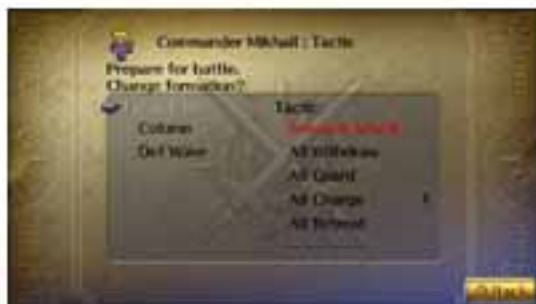 Commander Mikhail : Tactic
Prepare for battle.
Change formation?
Tactic
Column
Def Wave
All Withdraw
All Guard
All Charge
All Retreat
Back